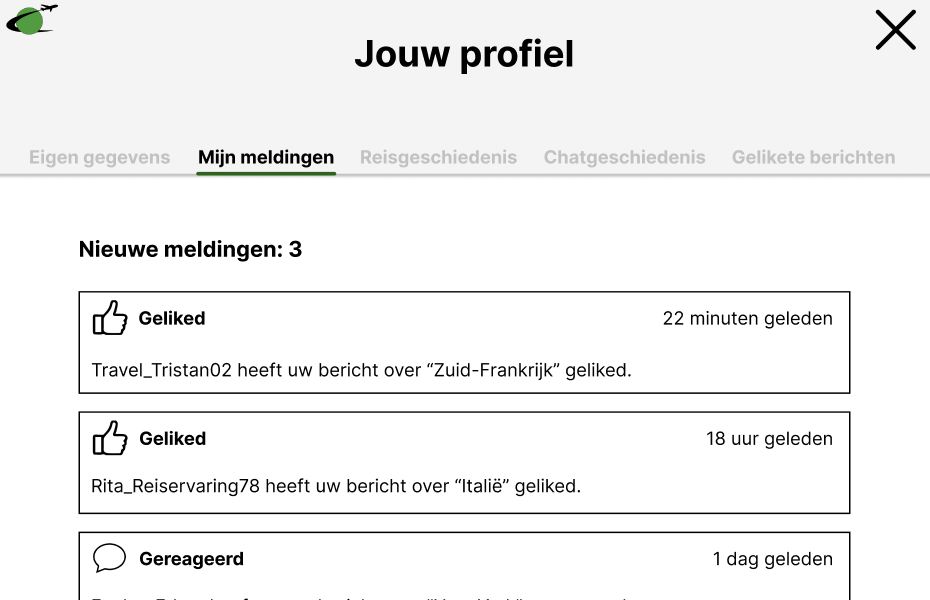 Jouw profiel
Eigen gegevens Mijn meldingen Reisgeschiedenis Chatgeschiedenis Gelikete berichten
Nieuwe meldingen: 3
Geliked 22 minuten geleden
Travel_Tristan02 heeft uw bericht over “Zuid-Frankrijk” geliked.
Geliked 18 uur geleden
Rita_Reiservaring78 heeft uw bericht over “Italië” geliked.
Gereageerd 1 dag geleden